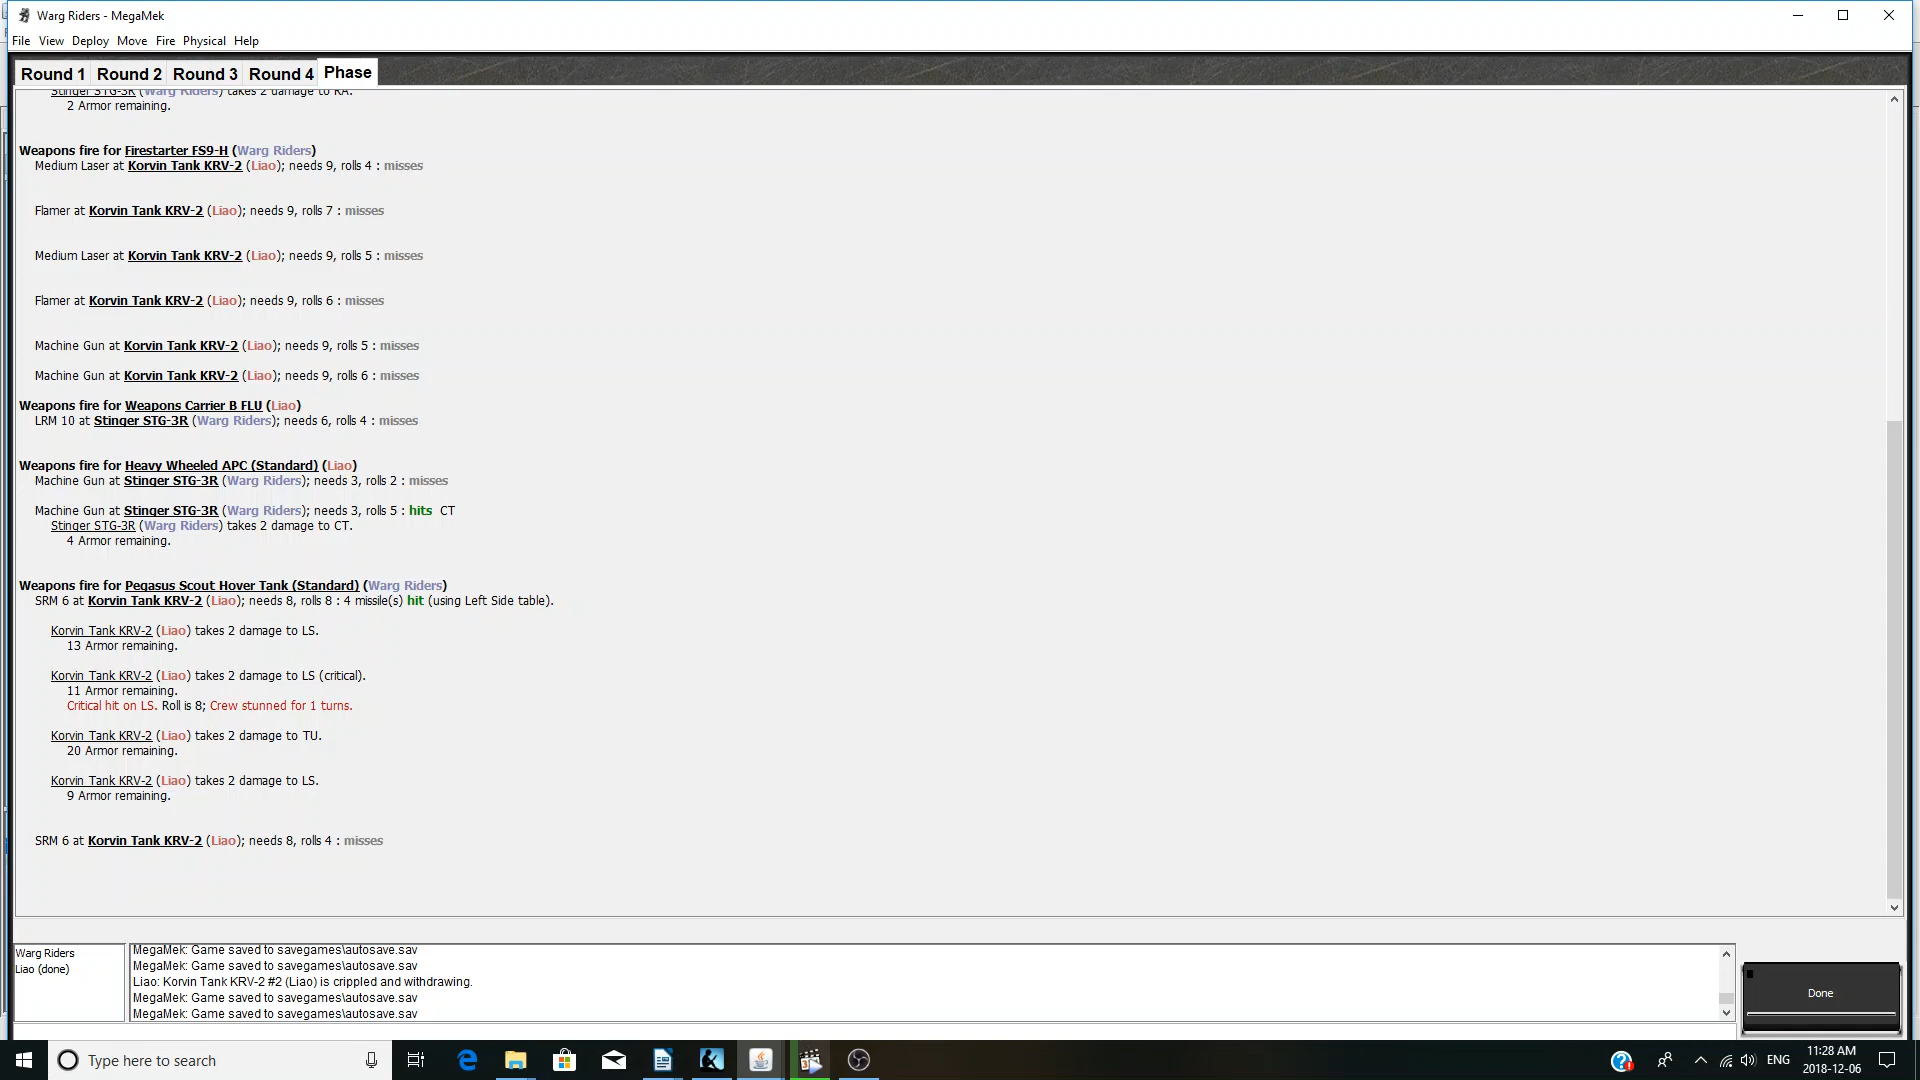 Warg Riders - MegaMek
File View Deploy Move Fire Physical Help
Round 1 Round 2 Round 3 Round 4 Phase
Stinger STG-3R (Warg Riders) takes 2 damage to RA.
2 Armor remaining.
Weapons fire for Firestarter FS9-H (Warg Riders)
Medium Laser at Korvin Tank KRV-2 (Liao); needs 9, rolls 4 : misses
Flamer at Korvin Tank KRV-2 (Liao); needs 9, rolls 7 : misses
Medium Laser at Korvin Tank KRV-2 (Liao); needs 9, rolls 5 : misses
Flamer at Korvin Tank KRV-2 (Liao); needs 9, rolls 6 : misses
Machine Gun at Korvin Tank KRV-2 (Liao); needs 9, rolls 5 : misses
Machine Gun at Korvin Tank KRV-2 (Liao); needs 9, rolls 6 : misses
Weapons fire for Weapons Carrier B FLU (Liao)
LRM 10 at Stinger STG-3R (Warg Riders); needs 6, rolls 4 : misses
Weapons fire for Heavy Wheeled APC (Standard) (Liao)
Machine Gun at Stinger STG-3R (Warg Riders); needs 3, rolls 2 : misses
Machine Gun at Stinger STG-3R (Warg Riders); needs 3, rolls 5 : hits CT
Stinger STG-3R (Warg Riders) takes 2 damage to CT.
4 Armor remaining.
Weapons fire for Pegasus Scout Hover Tank (Standard) (Warg Riders)
SRM 6 at Korvin Tank KRV-2 (Liao); needs 8, rolls 8 : 4 missile(s) hit (using Left Side table).
Korvin Tank KRV-2 (Liao) takes 2 damage to LS.
13 Armor remaining.
Korvin Tank KRV-2 (Liao) takes 2 damage to LS (critical).
11 Armor remaining.
Critical hit on LS. Roll is 8; Crew stunned for 1 turns.
Korvin Tank KRV-2 (Liao) takes 2 damage to TU.
20 Armor remaining.
Korvin Tank KRV-2 (Liao) takes 2 damage to LS.
9 Armor remaining.
SRM 6 at Korvin Tank KRV-2 (Liao); needs 8, rolls 4 : misses
Warg Riders
Liao (done)
MegaMek: Game saved to savegames\autosave.sav
MegaMek: Game saved to savegames\autosave.sav
Liao: Korvin Tank KRV-2 #2 (Liao) is crippled and withdrawing.
MegaMek: Game saved to savegames\autosave.sav
MegaMek: Game saved to savegames\autosave.sav
Done
Type here to search
ENG
11:28 AM
2018-12-06